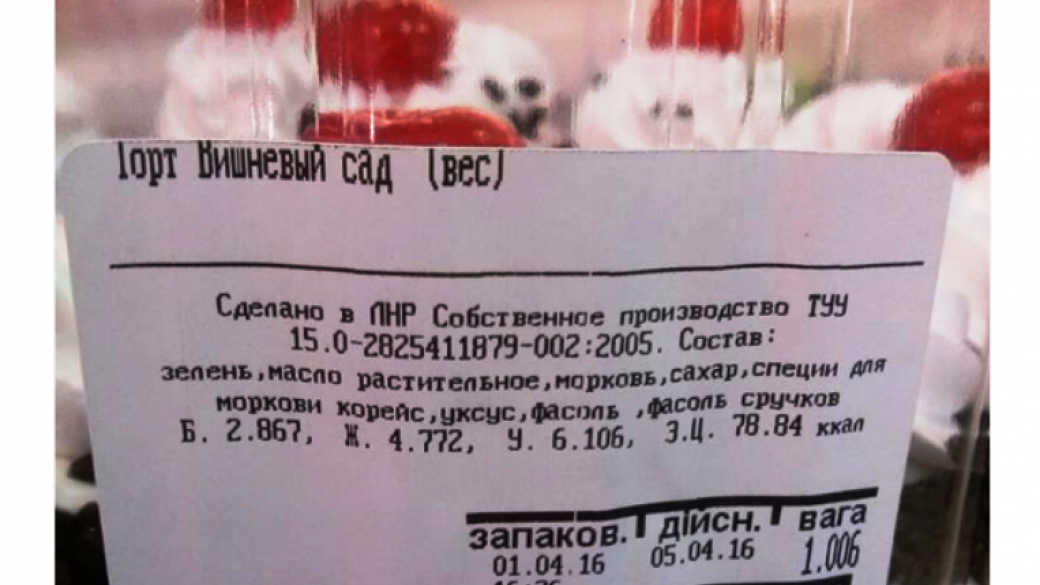 Торт Вишневый сад (вес)
Сделано в ЛНР Собственное производство ТУУ
15.0-2825411879-002:2005. Состав:
зелень,масло растительное,морковь,сахар,специи для
моркови корейс,уксус,фасоль ,фасоль сручков
Б. 2.867, Ж. 4.772, У. 6.106, Э.Ц. 78.84 ккал
запаков. дійсн. вага
01.04.16 05.04.16 1.006